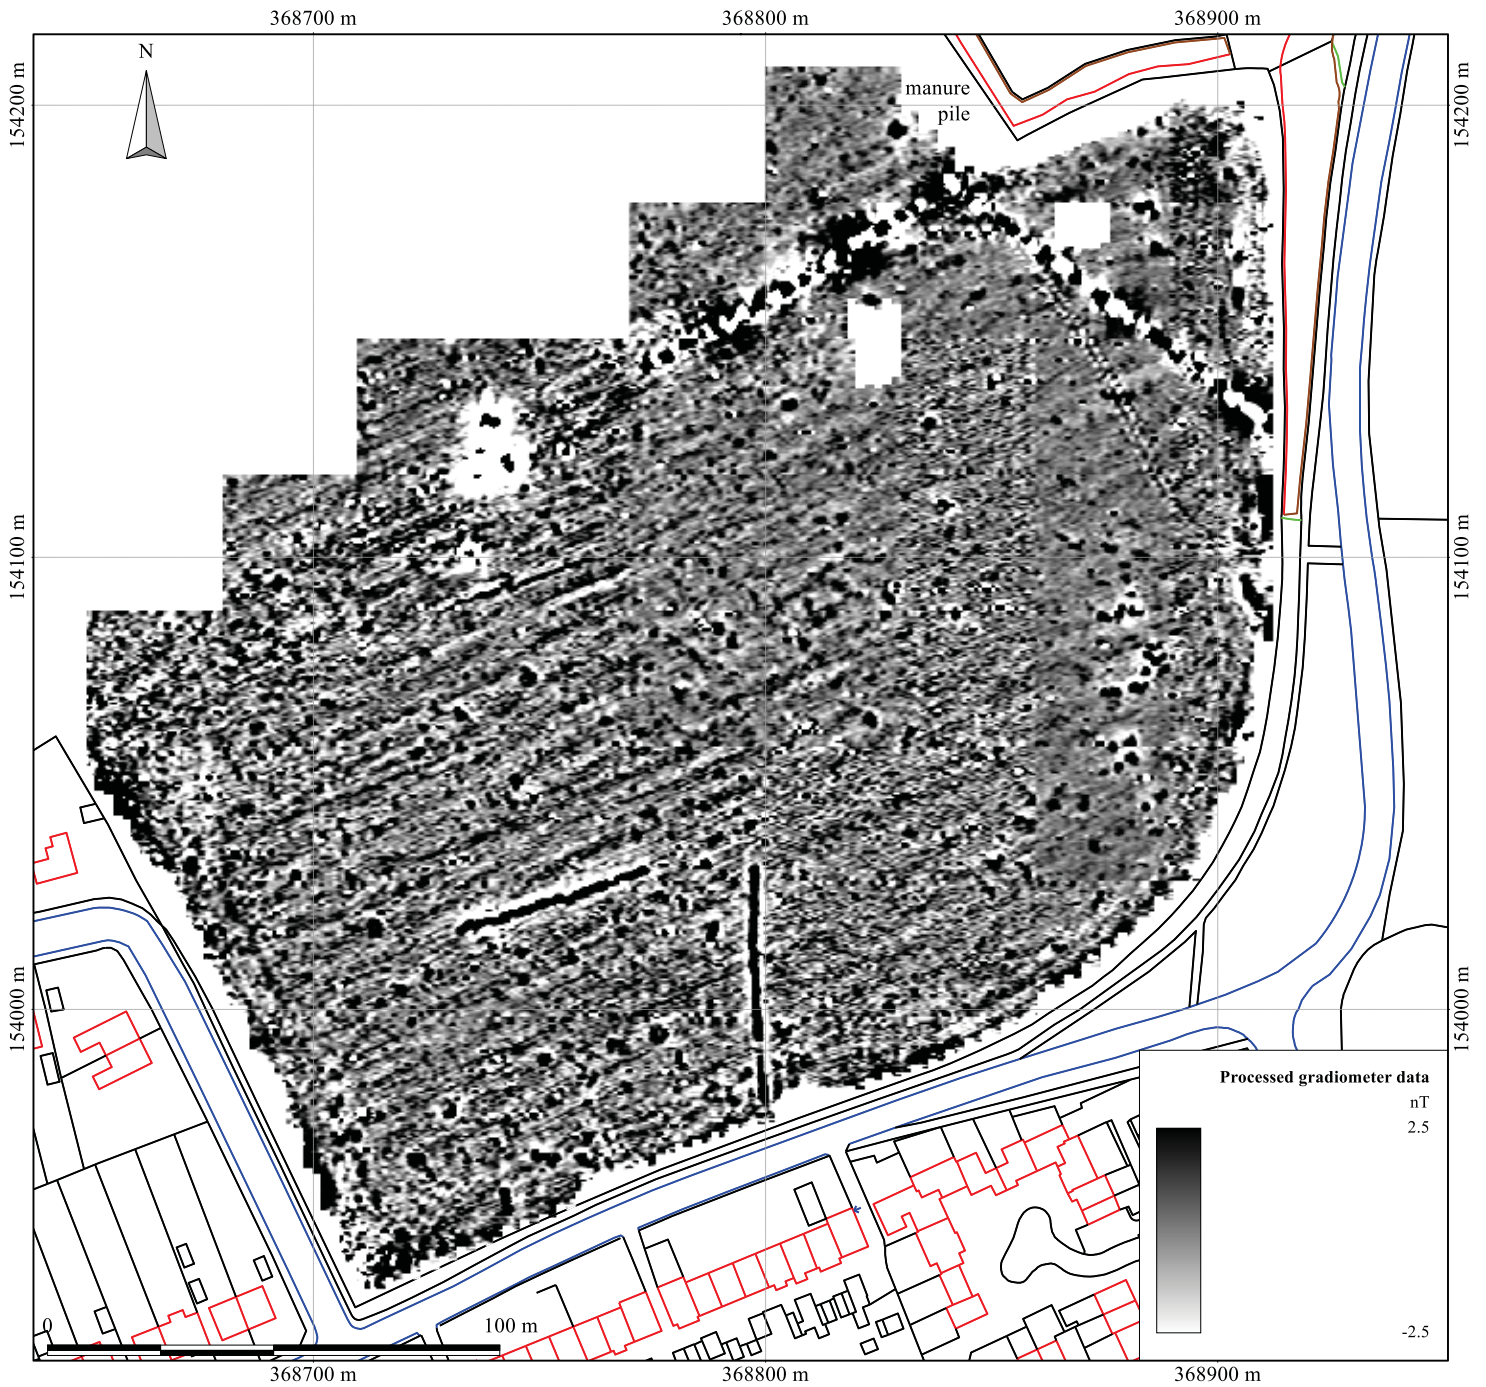 368700 m 368800 m 368900 m
N
manure
pile
154200 m 154200 m
154100 m 154100 m
154000 m 154000 m
Processed gradiometer data
nT
2.5
-2.5
0 100 m
368700 m 368800 m 368900 m